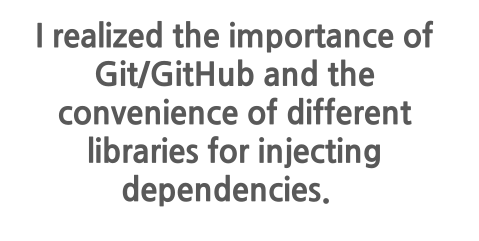 I realized the importance of
Git/GitHub and the
convenience of different
libraries for injecting
dependencies.